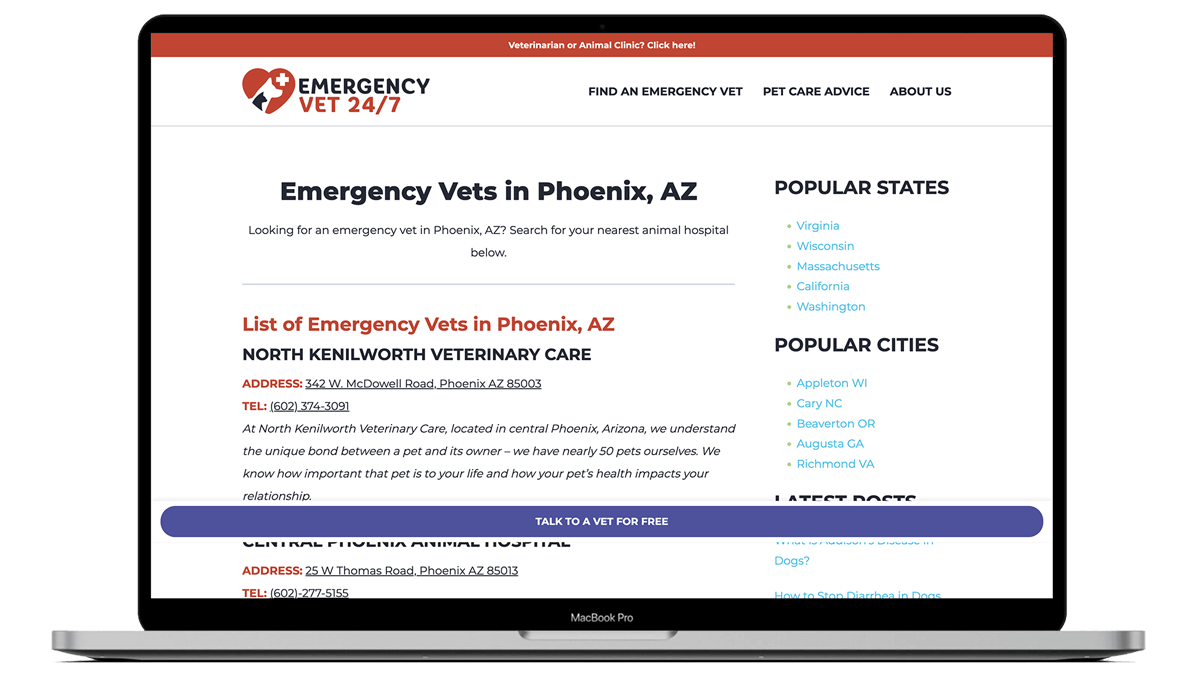 Veterinarian or Animal Clinic? Click here!
EMERGENCY
VET 24/7
FIND AN EMERGENCY VET PET CARE ADVICE ABOUT US
Emergency Vets in Phoenix, AZ
Looking for an emergency vet in Phoenix, AZ? Search for your nearest animal hospital
below.
List of Emergency Vets in Phoenix, AZ
NORTH KENILWORTH VETERINARY CARE
ADDRESS: 342 W. McDowell Road, Phoenix AZ 85003
TEL: (602) 374-3091
At North Kenilworth Veterinary Care, located in central Phoenix, Arizona, we understand
the unique bond between a pet and its owner – we have nearly 50 pets ourselves. We
know how important that pet is to your life and how your pet's health impacts your
relationship.
CENTRAL PHOENIX ANIMAL HOSPITAL
ADDRESS: 25 W Thomas Road, Phoenix AZ 85013
TEL: (602)-277-5155
POPULAR STATES
Virginia
Wisconsin
Massachusetts
California
Washington
POPULAR CITIES
Appleton WI
Cary NC
Beaverton OR
Augusta GA
Richmond VA
LATEST POSTS
What is Addison's Disease in
Dogs?
How to Stop Diarrhea in Dogs
TALK TO A VET FOR FREE
MacBook Pro